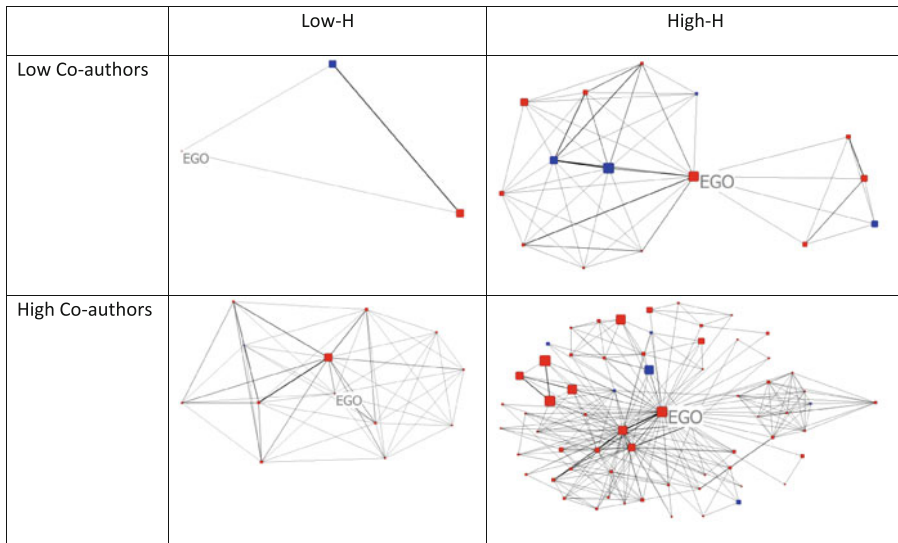 Low-H
High-H
Low Co-authors
EGO
EGO
High Co-authors
EGO
EGO